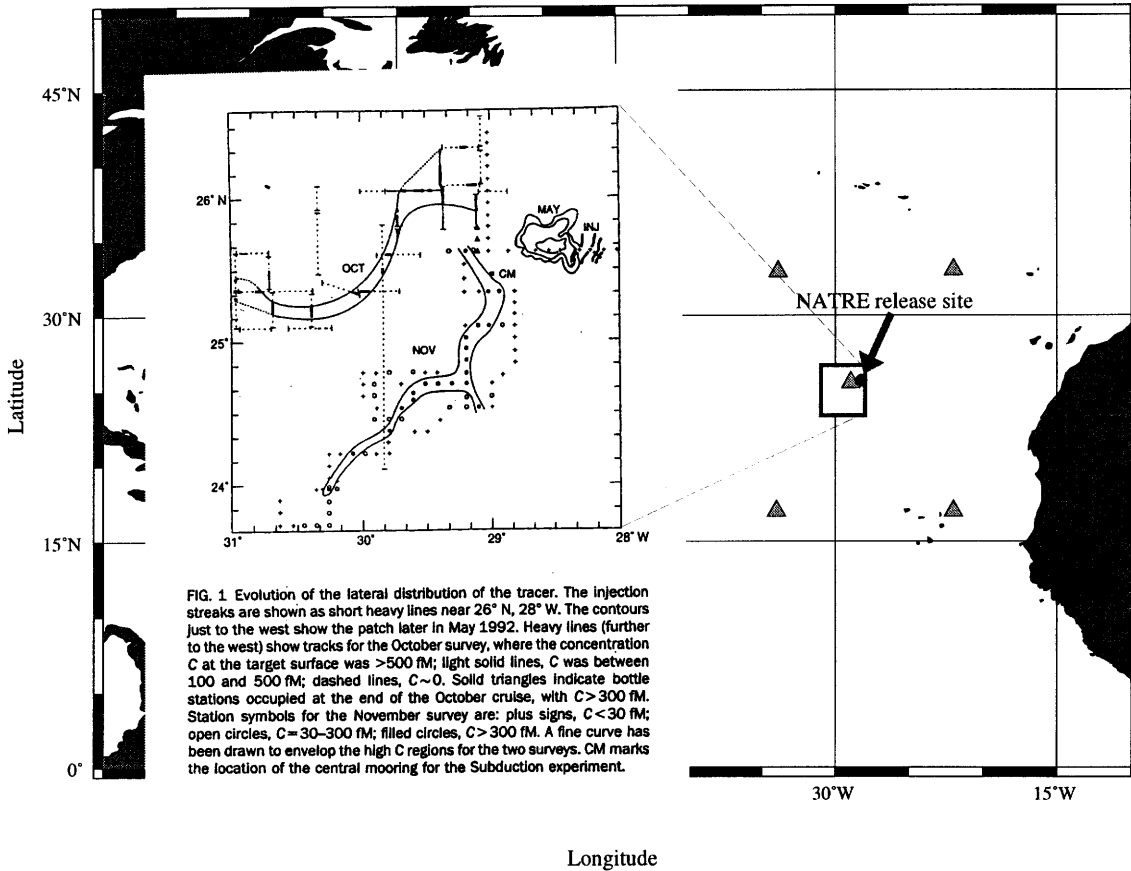 45°N
30°N
15°N
0°
Latitude
26° N
25°
24°
31°
30°
29°
28° W
OCT
NOV
MAY
INJ
CM
NATRE release site
FIG. 1 Evolution of the lateral distribution of the tracer. The injection
streaks are shown as short heavy lines near 26° N, 28° W. The contours
just to the west show the patch later in May 1992. Heavy lines (further
to the west) show tracks for the October survey, where the concentration
C at the target surface was >500 fM; light solid lines, C was between
100 and 500 fM; dashed lines, C~0. Solid triangles indicate bottle
stations occupied at the end of the October cruise, with C>300 fM.
Station symbols for the November survey are: plus signs, C<30 fM;
open circles, C=30–300 fM; filled circles, C>300 fM. A fine curve has
been drawn to envelop the high C regions for the two surveys. CM marks
the location of the central mooring for the Subduction experiment.
30°W
15°W
Longitude